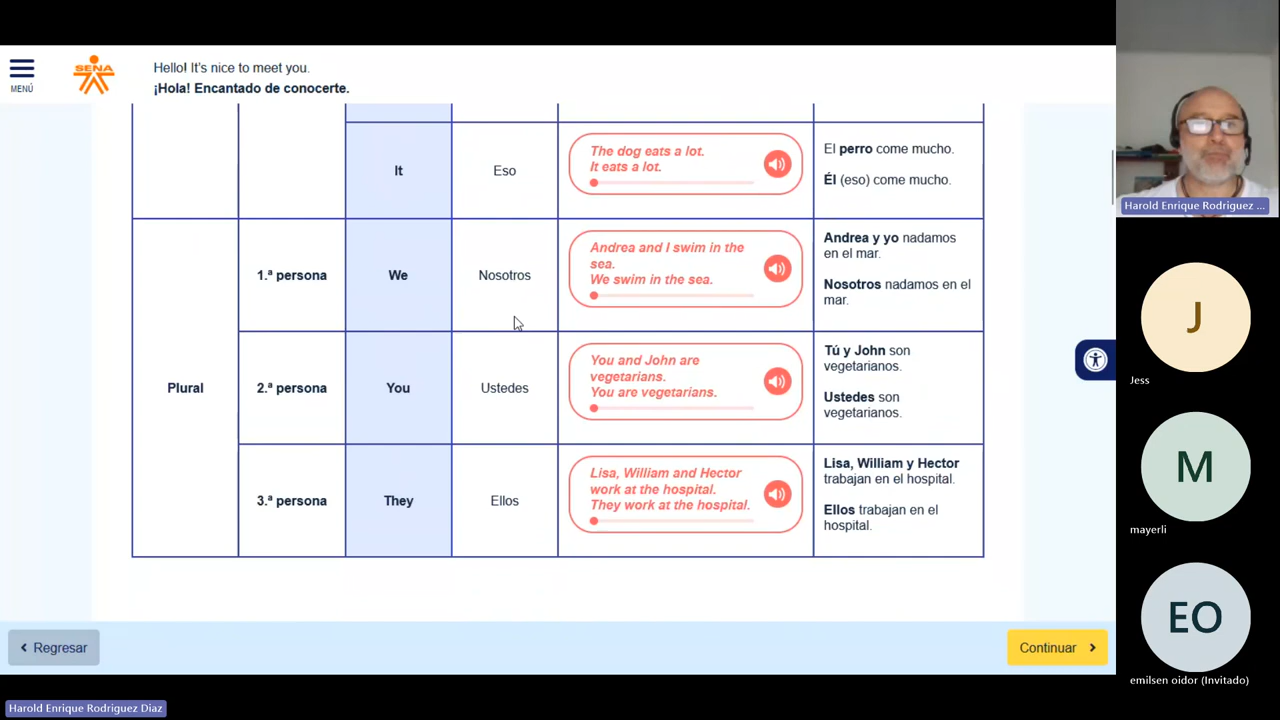 MENÚ
SENA
Hello! It's nice to meet you.
¡Hola! Encantado de conocerte.
It
Eso
The dog eats a lot.
It eats a lot.
El perro come mucho.
Él (eso) come mucho.
Plural
1.ª persona
We
Nosotros
Andrea and I swim in the
sea.
We swim in the sea.
Andrea y yo nadamos
en el mar.
Nosotros nadamos en el
mar.
2.ª persona
You
Ustedes
You and John are
vegetarians.
You are vegetarians.
Tú y John son
vegetarianos.
Ustedes son
vegetarianos.
3.ª persona
They
Ellos
Lisa, William and Hector
work at the hospital.
They work at the hospital.
Lisa, William y Hector
trabajan en el hospital.
Ellos trabajan en el
hospital.
Regresar
Continuar
Harold Enrique Rodriguez Diaz
Harold Enrique Rodriguez ...
J
Jess
M
mayerli
EO
emilsen oidor (Invitado)